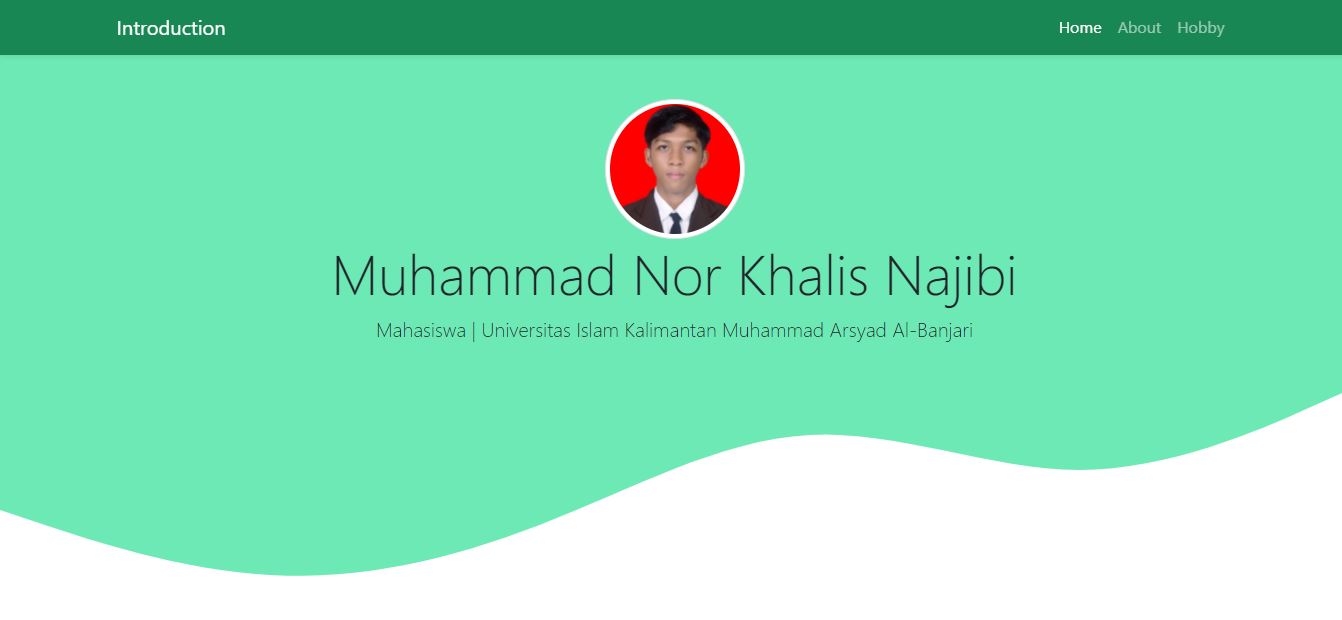 Introduction
Home About Hobby
Muhammad Nor Khalis Najibi
Mahasiswa | Universitas Islam Kalimantan Muhammad Arsyad Al-Banjari